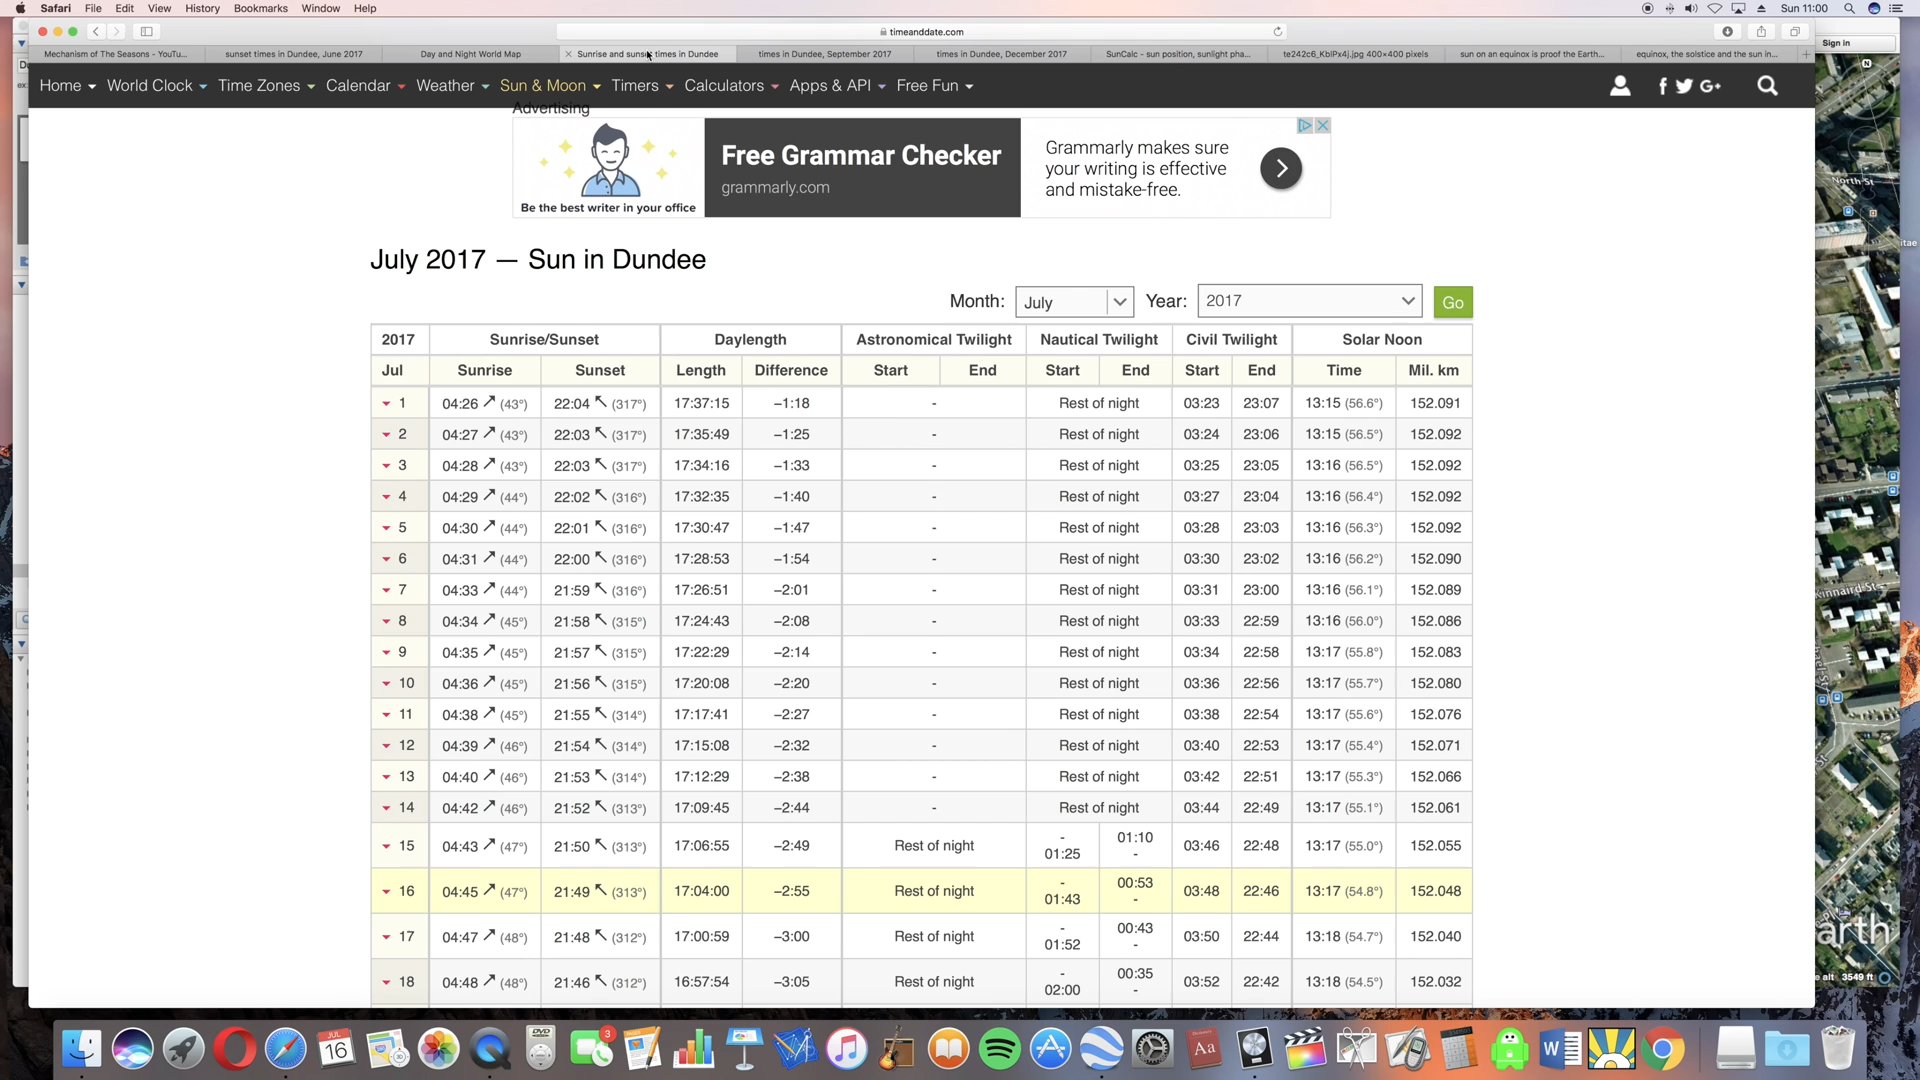 Safari File Edit View History Bookmarks Window Help Sun 11:00
timeanddate.com
Mechanism of The Seasons - YouTu... sunset times in Dundee, June 2017 Day and Night World Map Sunrise and sunset times in Dundee times in Dundee, September 2017 times in Dundee, December 2017 SunCalc - sun position, sunlight pha... te242c6_KblPx4j.jpg 400×400 pixels sun on an equinox is proof the Earth... equinox, the solstice and the sun in...
Sign in
Home World Clock Time Zones Calendar Weather Sun & Moon Timers Calculators Apps & API Free Fun
Advertising
Be the best writer in your office
Free Grammar Checker
grammarly.com
Grammarly makes sure
your writing is effective
and mistake-free.
North St
July 2017 — Sun in Dundee
Month: July Year: 2017 Go
2017 Sunrise/Sunset Daylength Astronomical Twilight Nautical Twilight Civil Twilight Solar Noon
Jul Sunrise Sunset Length Difference Start End Start End Start End Time Mil. km
1 04:26 (43°) 22:04 (317°) 17:37:15 −1:18 - Rest of night 03:23 23:07 13:15 (56.6°) 152.091
2 04:27 (43°) 22:03 (317°) 17:35:49 −1:25 - Rest of night 03:24 23:06 13:15 (56.5°) 152.092
3 04:28 (43°) 22:03 (317°) 17:34:16 −1:33 - Rest of night 03:25 23:05 13:16 (56.5°) 152.092
4 04:29 (44°) 22:02 (316°) 17:32:35 −1:40 - Rest of night 03:27 23:04 13:16 (56.4°) 152.092
5 04:30 (44°) 22:01 (316°) 17:30:47 −1:47 - Rest of night 03:28 23:03 13:16 (56.3°) 152.092
6 04:31 (44°) 22:00 (316°) 17:28:53 −1:54 - Rest of night 03:30 23:02 13:16 (56.2°) 152.090
7 04:33 (44°) 21:59 (316°) 17:26:51 −2:01 - Rest of night 03:31 23:00 13:16 (56.1°) 152.089
8 04:34 (45°) 21:58 (315°) 17:24:43 −2:08 - Rest of night 03:33 22:59 13:16 (56.0°) 152.086
9 04:35 (45°) 21:57 (315°) 17:22:29 −2:14 - Rest of night 03:34 22:58 13:16 (55.8°) 152.083
10 04:36 (45°) 21:56 (315°) 17:20:08 −2:20 - Rest of night 03:36 22:56 13:17 (55.7°) 152.080
11 04:38 (45°) 21:55 (314°) 17:17:41 −2:27 - Rest of night 03:38 22:54 13:17 (55.6°) 152.076
12 04:39 (46°) 21:54 (314°) 17:15:08 −2:32 - Rest of night 03:40 22:53 13:17 (55.4°) 152.071
13 04:40 (46°) 21:53 (314°) 17:12:29 −2:38 - Rest of night 03:42 22:51 13:17 (55.3°) 152.066
14 04:42 (46°) 21:52 (313°) 17:09:45 −2:44 - Rest of night 03:44 22:49 13:17 (55.1°) 152.061
15 04:43 (47°) 21:50 (313°) 17:06:55 −2:49 Rest of night - 01:25 01:10 - 03:46 22:48 13:17 (55.0°) 152.055
16 04:45 (47°) 21:49 (313°) 17:04:00 −2:55 Rest of night - 01:43 00:53 - 03:48 22:46 13:17 (54.8°) 152.048
17 04:47 (48°) 21:48 (312°) 17:00:59 −3:00 Rest of night - 01:52 00:43 - 03:50 22:44 13:18 (54.7°) 152.040
18 04:48 (48°) 21:46 (312°) 16:57:54 −3:05 Rest of night - 02:00 00:35 - 03:52 22:42 13:18 (54.5°) 152.032
arth
alt 3549 ft
JUL
16
DVD
3
Aa
W